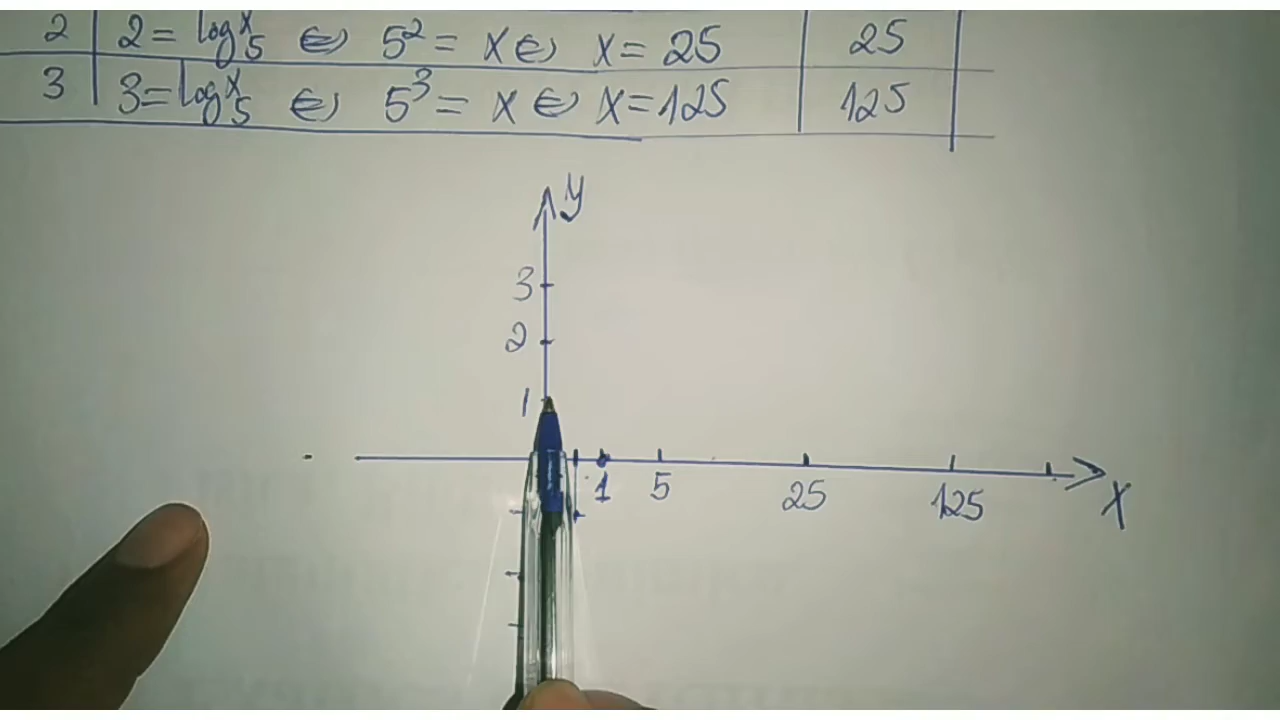 2 2 = log x 5 ⇔ 5² = x ⇔ x = 25 25
3 3 = log x 5 ⇔ 5³ = x ⇔ x = 125 125
y
3
2
1
1 5 25 125 x